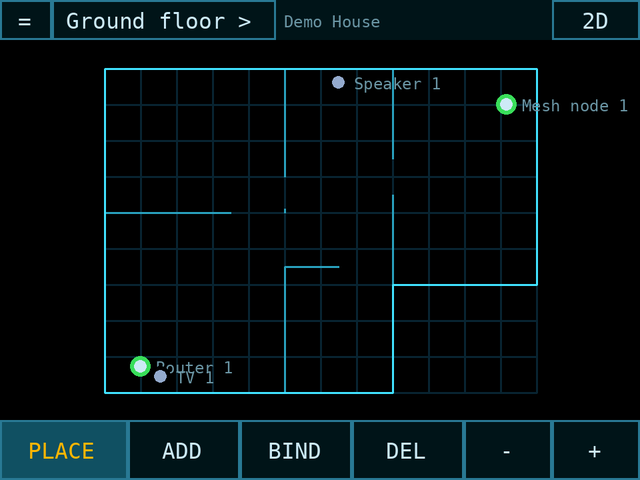 = Ground floor > Demo House 2D
Speaker 1
Mesh node 1
Router 1
TV 1
PLACE ADD BIND DEL - +